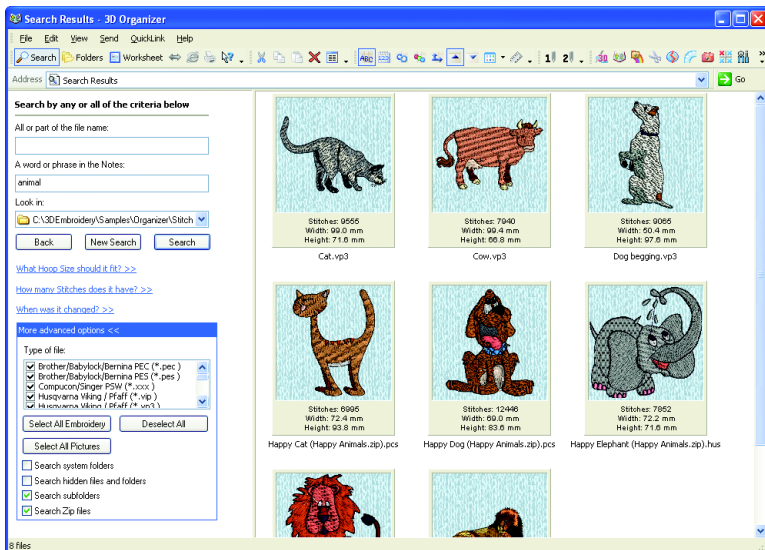 Search Results - 3D Organizer
File Edit View Send QuickLink Help
Search Folders Worksheet ABC 1 2 »
Address Search Results Go
Search by any or all of the criteria below
All or part of the file name:
A word or phrase in the Notes:
animal
Look in:
C:\3DEmbroidery\Samples\Organizer\Stitch
Back New Search Search
What Hoop Size should it fit? >>
How many Stitches does it have? >>
When was it changed? >>
More advanced options <<
Type of file:
Brother/Babylock/Bernina PEC (*.pec )
Brother/Babylock/Bernina PES (*.pes )
Compucon/Singer PSW (*.xxx )
Husqvarna Viking / Pfaff (*.vip )
Husqvarna Viking / Pfaff (*.vp3 )
Select All Embroidery Deselect All
Select All Pictures
Search system folders
Search hidden files and folders
Search subfolders
Search Zip files
Stitches: 9555
Width: 99.0 mm
Height: 71.6 mm
Cat.vp3
Stitches: 7940
Width: 99.4 mm
Height: 66.8 mm
Cow.vp3
Stitches: 9065
Width: 50.4 mm
Height: 97.6 mm
Dog begging.vp3
Stitches: 6995
Width: 72.4 mm
Height: 93.8 mm
Happy Cat (Happy Animals.zip).pcs
Stitches: 12446
Width: 69.0 mm
Height: 83.6 mm
Happy Dog (Happy Animals.zip).pcs
Stitches: 7852
Width: 72.2 mm
Height: 71.6 mm
Happy Elephant (Happy Animals.zip).hus
8 files